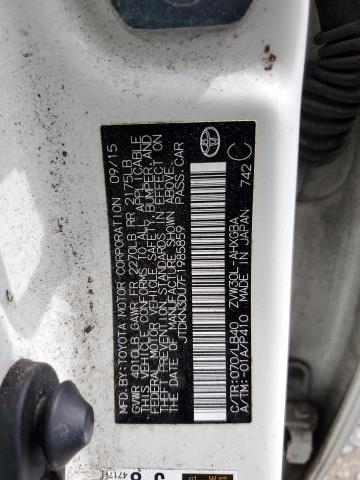 MFD.BY:TOYOTA MOTOR CORPORATION 09/15
GVWR 4010LB GAWR FR 2270LB RR 2175LB
THIS VEHICLE CONFORMS TO ALL APPLICABLE
FEDERAL MOTOR VEHICLE SAFETY, BUMPER, AND
THEFT PREVENTION STANDARDS IN EFFECT ON
THE DATE OF MANUFACTURE SHOWN ABOVE.
JTDKN3DU7F1985859 PASS.CAR
C/TR:070/LB40 ZVW30L-AHXGBA
A/TM:-01A/P410 MADE IN JAPAN
742 C